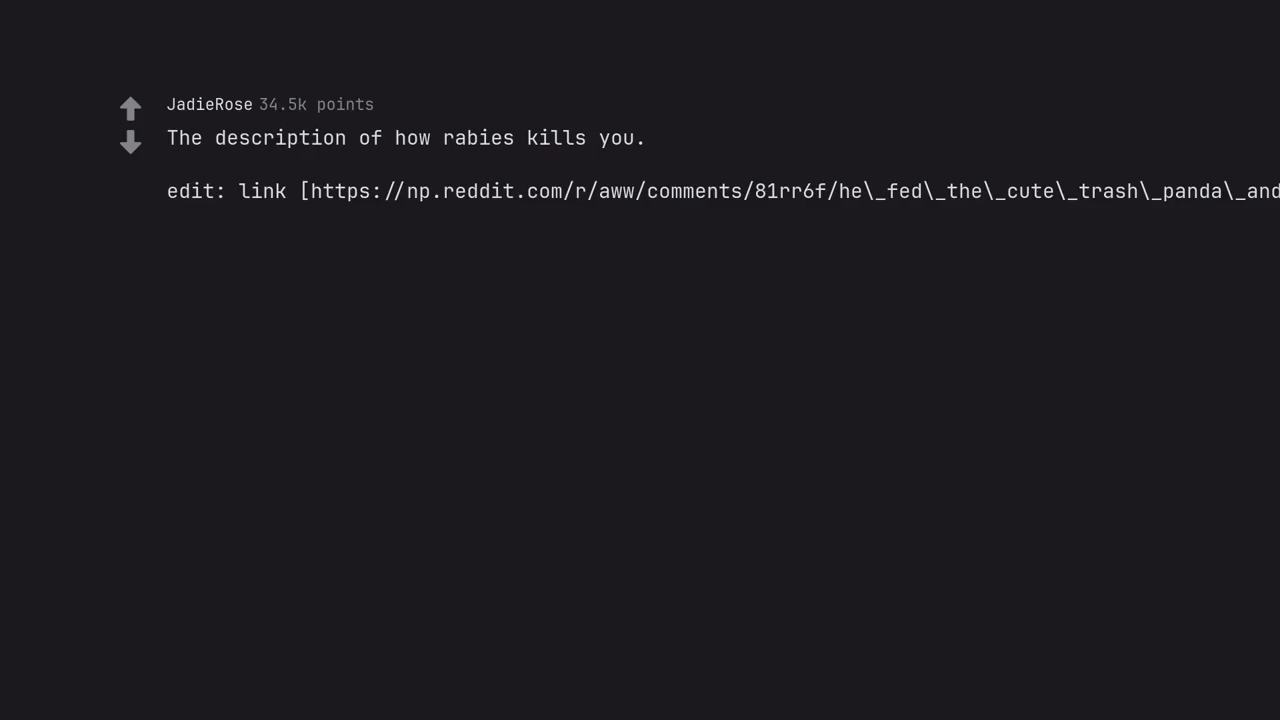 JadieRose 34.5k points
The description of how rabies kills you.
edit: link [https://np.reddit.com/r/aww/comments/81rr6f/he\_fed\_the\_cute\_trash\_panda\_and